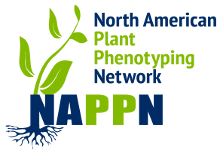 North American
Plant
Phenotyping
Network
NAPPN